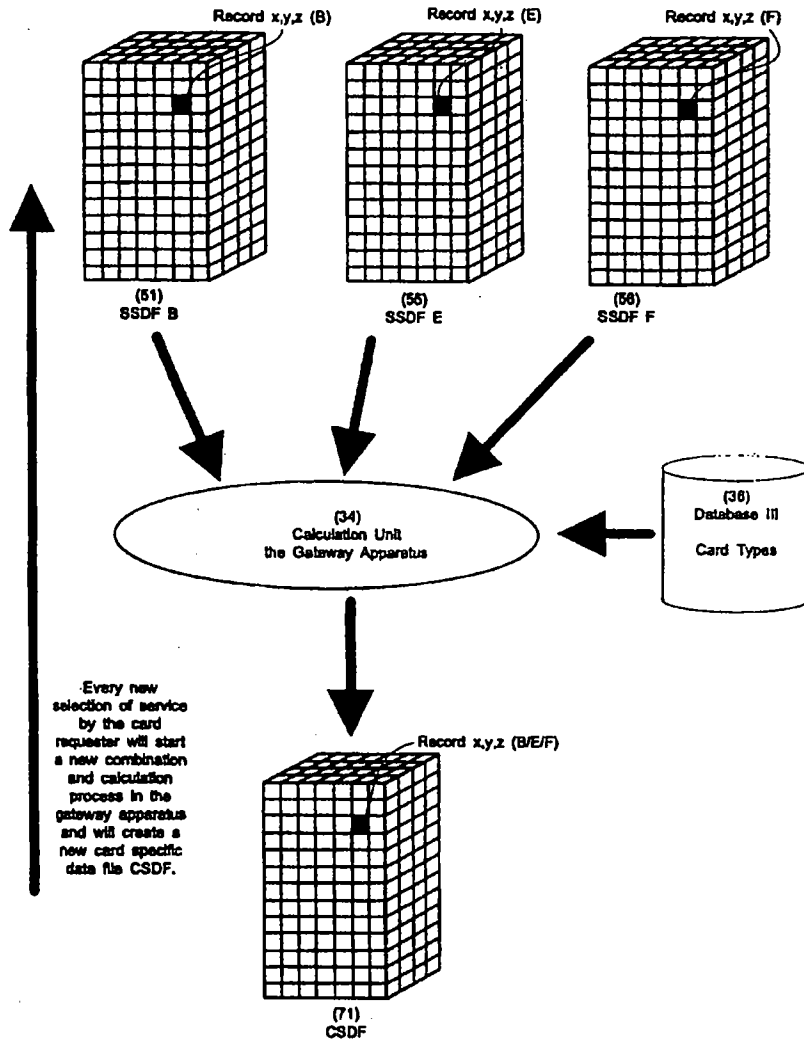 Record x,y,z (B)
Record x,y,z (E)
Record x,y,z (F)
(51)
SSDF B
(55)
SSDF E
(56)
SSDF F
(34)
Calculation Unit
the Gateway Apparatus
(36)
Database III
Card Types
Every new
selection of service
by the card
requester will start
a new combination
and calculation
process in the
gateway apparatus
and will create a
new card specific
data file CSDF.
Record x,y,z (B/E/F)
(71)
CSDF